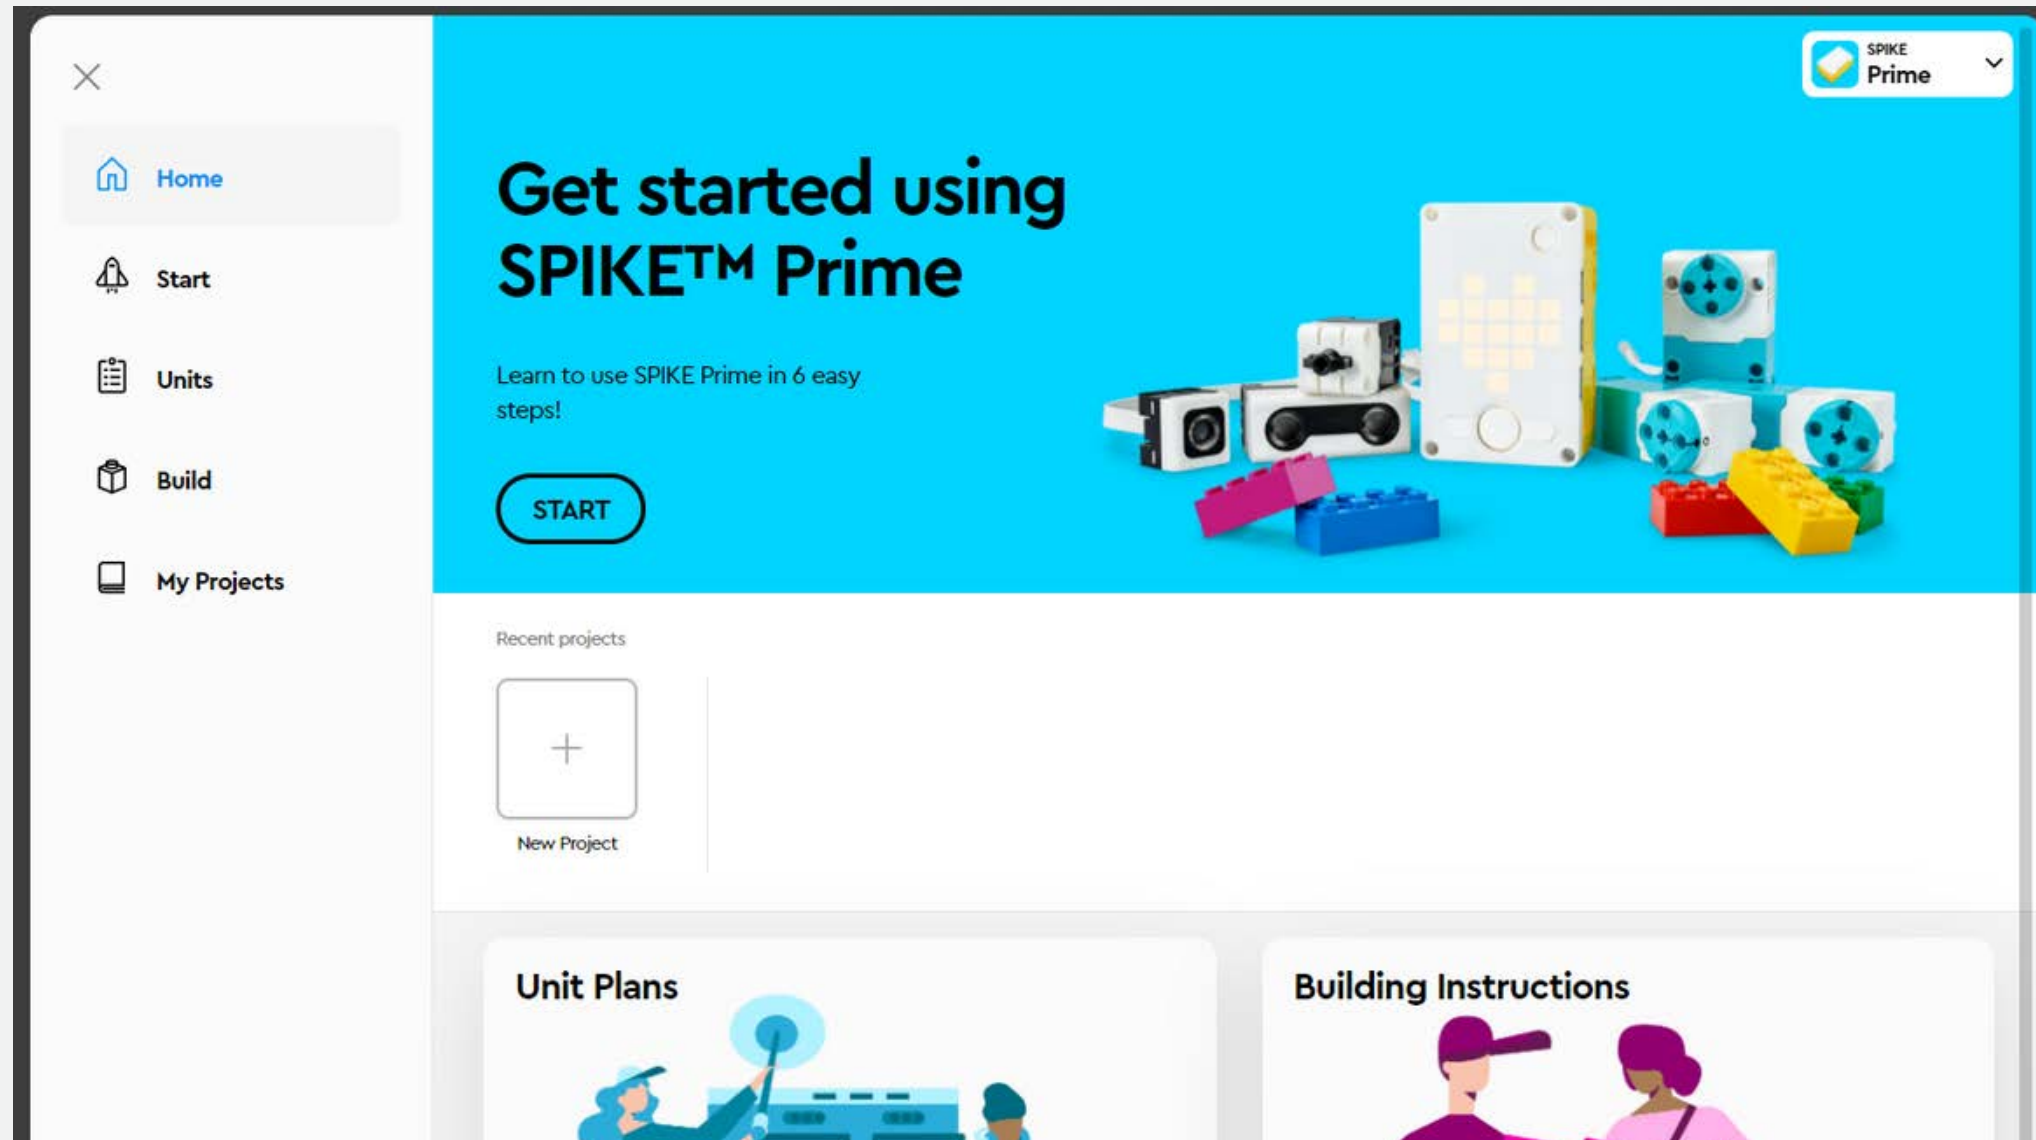 Home
Start
Units
Build
My Projects
SPIKE
Prime
Get started using
SPIKE™ Prime
Learn to use SPIKE Prime in 6 easy
steps!
START
Recent projects
New Project
Unit Plans
Building Instructions